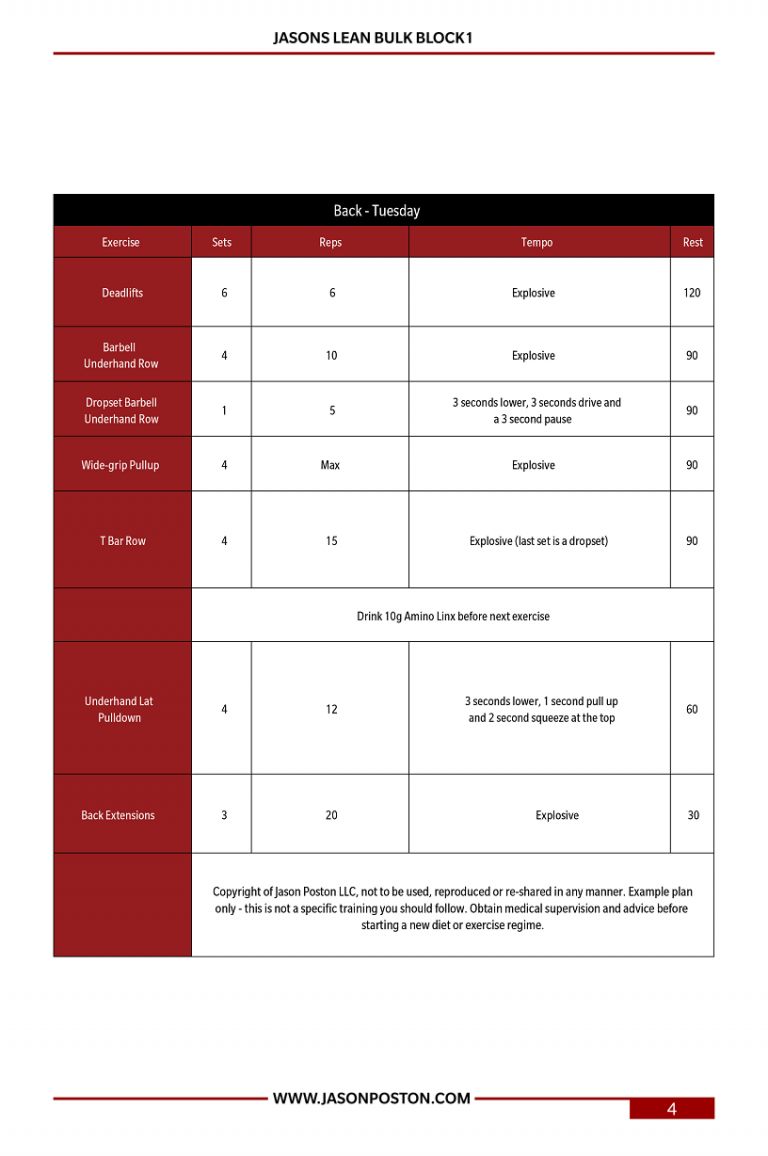 JASONS LEAN BULK BLOCK1
Back - Tuesday
Exercise Sets Reps Tempo Rest
Deadlifts 6 6 Explosive 120
Barbell
Underhand Row 4 10 Explosive 90
Dropset Barbell
Underhand Row 1 5 3 seconds lower, 3 seconds drive and
a 3 second pause 90
Wide-grip Pullup 4 Max Explosive 90
T Bar Row 4 15 Explosive (last set is a dropset) 90
Drink 10g Amino Linx before next exercise
Underhand Lat
Pulldown 4 12 3 seconds lower, 1 second pull up
and 2 second squeeze at the top 60
Back Extensions 3 20 Explosive 30
Copyright of Jason Poston LLC, not to be used, reproduced or re-shared in any manner. Example plan
only - this is not a specific training you should follow. Obtain medical supervision and advice before
starting a new diet or exercise regime.
WWW.JASONPOSTON.COM
4